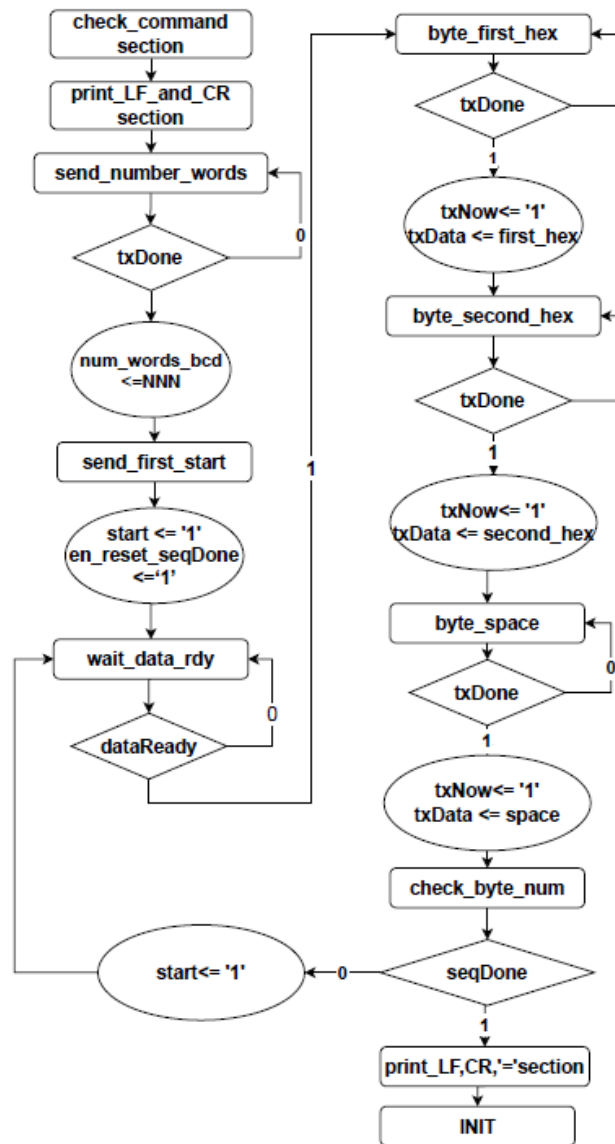 check_command
section
print_LF_and_CR
section
send_number_words
0
txDone
num_words_bcd
<=NNN
send_first_start
start <= '1'
en_reset_seqDone
<=‘1’
wait_data_rdy
0
dataReady
1
byte_first_hex
txDone
1
txNow<= '1'
txData <= first_hex
byte_second_hex
txDone
1
txNow<= '1'
txData <= second_hex
byte_space
0
txDone
1
txNow<= '1'
txData <= space
check_byte_num
seqDone
0
start<= '1'
1
print_LF,CR,'='section
INIT